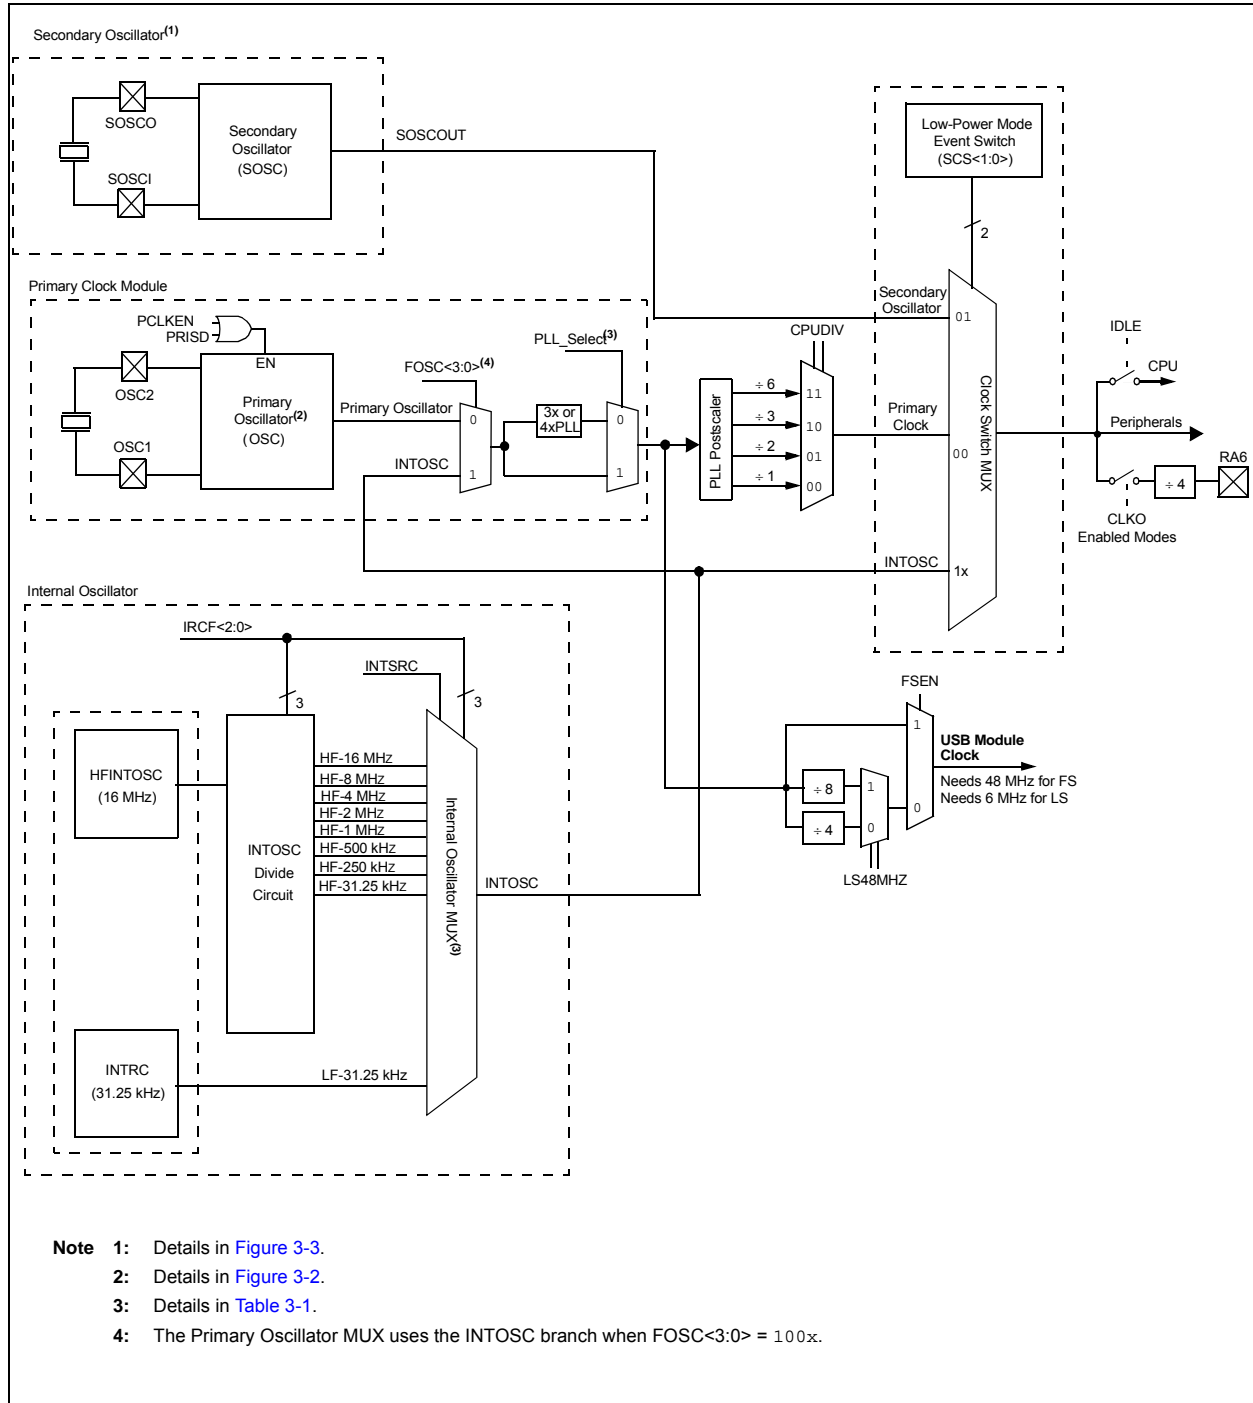 Secondary Oscillator(1)
SOSCO
SOSCI
Secondary
Oscillator
(SOSC)
SOSCOUT
Low-Power Mode
Event Switch
(SCS<1:0>)
2
Primary Clock Module
PCLKEN
PRISD
EN
OSC2
OSC1
Primary
Oscillator(2)
(OSC)
Primary Oscillator
INTOSC
FOSC<3:0>(4)
0
1
3x or
4xPLL
PLL_Select(3)
0
1
PLL Postscaler
÷ 6
÷ 3
÷ 2
÷ 1
CPUDIV
11
10
01
00
Secondary
Oscillator
01
Primary
Clock
00
INTOSC
1x
Clock Switch MUX
IDLE
CPU
Peripherals
RA6
÷ 4
CLKO
Enabled Modes
Internal Oscillator
IRCF<2:0>
INTSRC
3
3
HFINTOSC
(16 MHz)
INTOSC
Divide
Circuit
HF-16 MHz
HF-8 MHz
HF-4 MHz
HF-2 MHz
HF-1 MHz
HF-500 kHz
HF-250 kHz
HF-31.25 kHz
Internal Oscillator MUX(3)
INTOSC
INTRC
(31.25 kHz)
LF-31.25 kHz
FSEN
1
0
USB Module
Clock
Needs 48 MHz for FS
Needs 6 MHz for LS
÷ 8
÷ 4
1
0
LS48MHZ
Note 1: Details in Figure 3-3.
2: Details in Figure 3-2.
3: Details in Table 3-1.
4: The Primary Oscillator MUX uses the INTOSC branch when FOSC<3:0> = 100x.